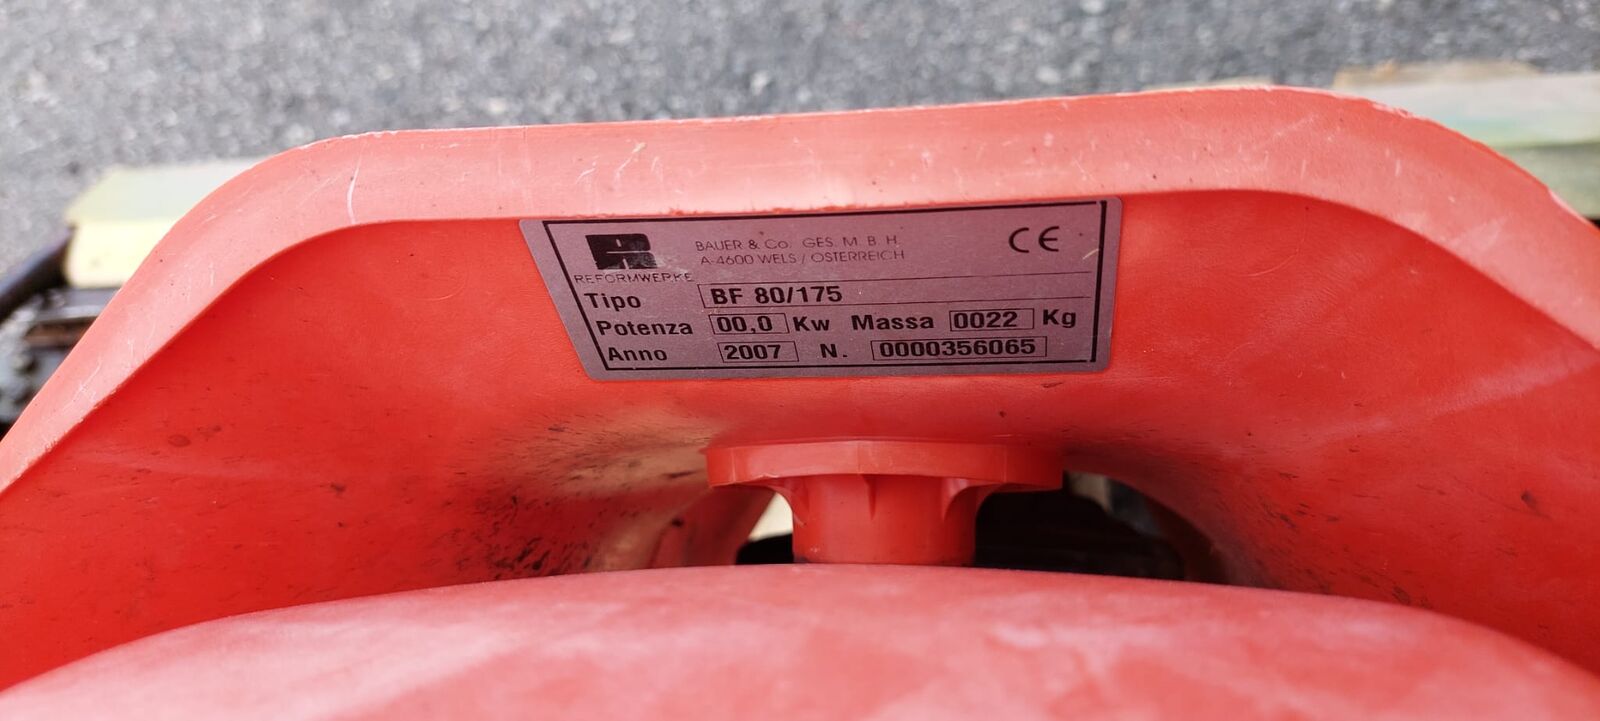 BAUER & Co. GES. M. B. H.
A-4600 WELS / OSTERREICH
CE
REFORMWERKE
Tipo BF 80/175
Potenza 00,0 Kw Massa 0022 Kg
Anno 2007 N. 0000356065